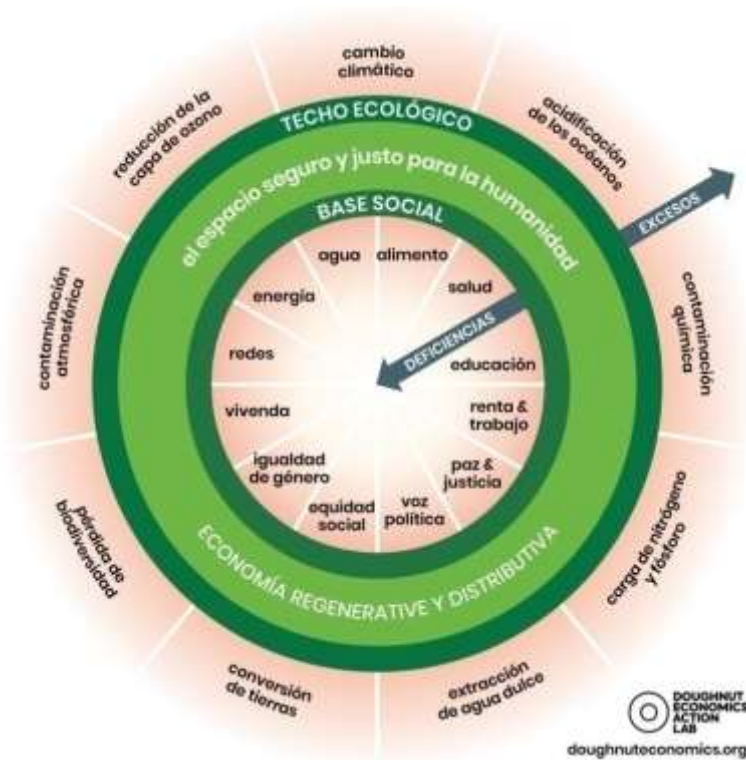 cambio
climático
acidificación
de los océanos
contaminación
química
carga de nitrógeno
y fósforo
extracción
de agua dulce
conversión
de tierras
pérdida de
biodiversidad
contaminación
atmosférica
reducción de la
capa de ozono
TECHO ECOLÓGICO
el espacio seguro y justo para la humanidad
BASE SOCIAL
EXCESOS
DEFICIENCIAS
agua
alimento
salud
educación
renta &
trabajo
paz &
justicia
voz
política
equidad
social
igualdad
de género
vivenda
redes
energía
ECONOMÍA REGENERATIVE Y DISTRIBUTIVA
DOUGHNUT
ECONOMICS
ACTION
LAB
doughnuteconomics.org